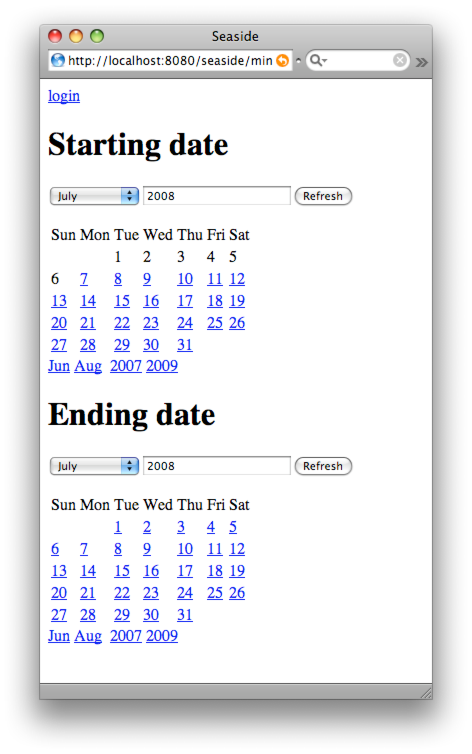 Seaside
http://localhost:8080/seaside/min
login
Starting date
July 2008 Refresh
Sun Mon Tue Wed Thu Fri Sat
1 2 3 4 5
6 7 8 9 10 11 12
13 14 15 16 17 18 19
20 21 22 23 24 25 26
27 28 29 30 31
Jun Aug 2007 2009
Ending date
July 2008 Refresh
Sun Mon Tue Wed Thu Fri Sat
1 2 3 4 5
6 7 8 9 10 11 12
13 14 15 16 17 18 19
20 21 22 23 24 25 26
27 28 29 30 31
Jun Aug 2007 2009